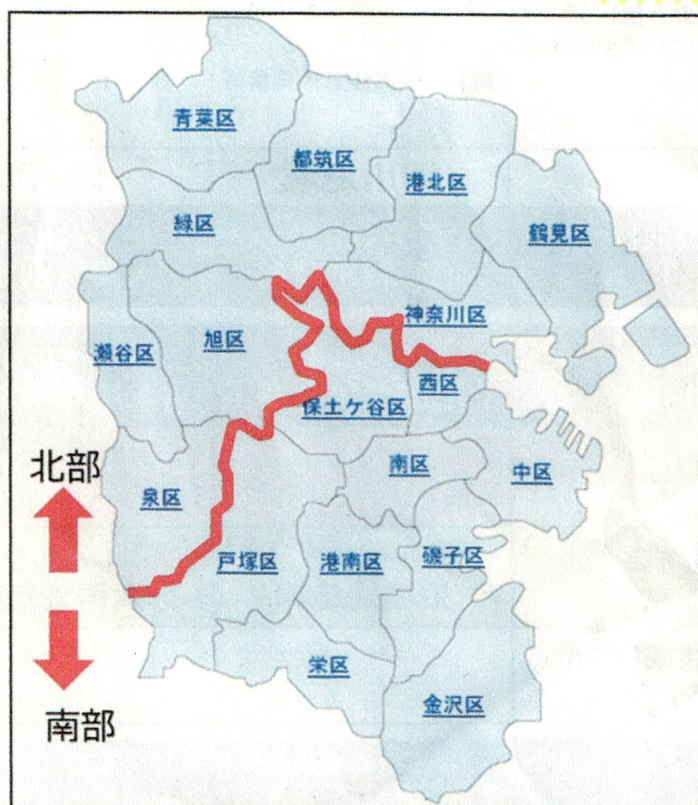 青葉区
都筑区
港北区
緑区
鶴見区
神奈川区
瀬谷区
旭区
西区
保土ケ谷区
北部
泉区
南区
中区
戸塚区
港南区
磯子区
栄区
金沢区
南部